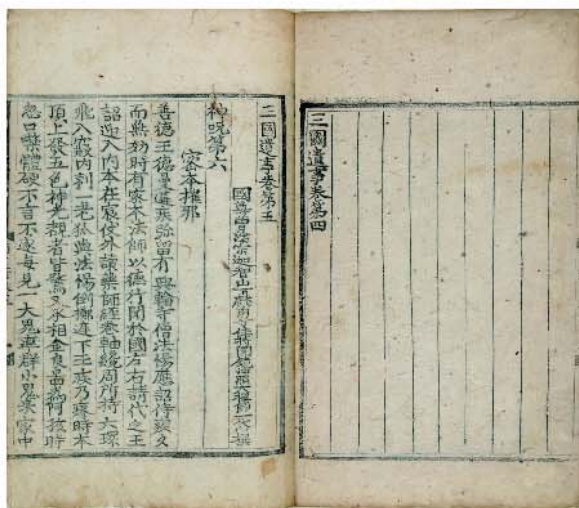 三國遺事卷第四
三國遺事卷第五
國尊曹溪宗迦智山下麟角寺住持圓鏡冲照大禪師一然撰
神呪第六
密本摧邪
善德王德曼遘疾弥留有興輪寺僧法惕應詔侍疾久
而無効時有密本法師以德行聞於國左右請代之王
詔迎入內本在宸仗外讀藥師經卷軸纔周所持六環
飛入寢內刺一老狐與法惕倒擲庭下王疾乃瘳時本
頂上發五色神光覩者皆驚又承相金良圖爲阿孩時
忽口噤體硬不言不遂每見一大鬼率群小鬼來家中